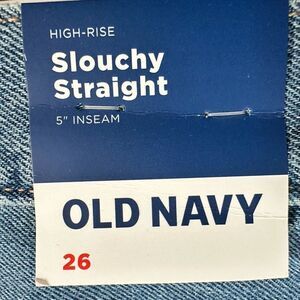 HIGH-RISE
Slouchy
Straight
5" INSEAM
OLD NAVY
26